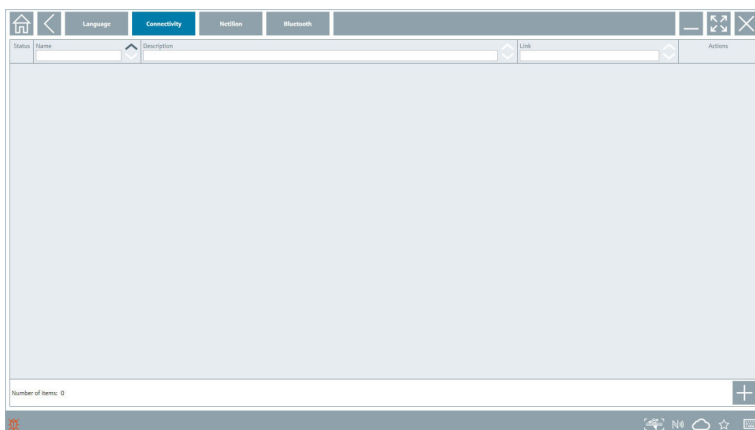 Language Connectivity Netilion Bluetooth
Status Name Description Link Actions
Number of items: 0
N